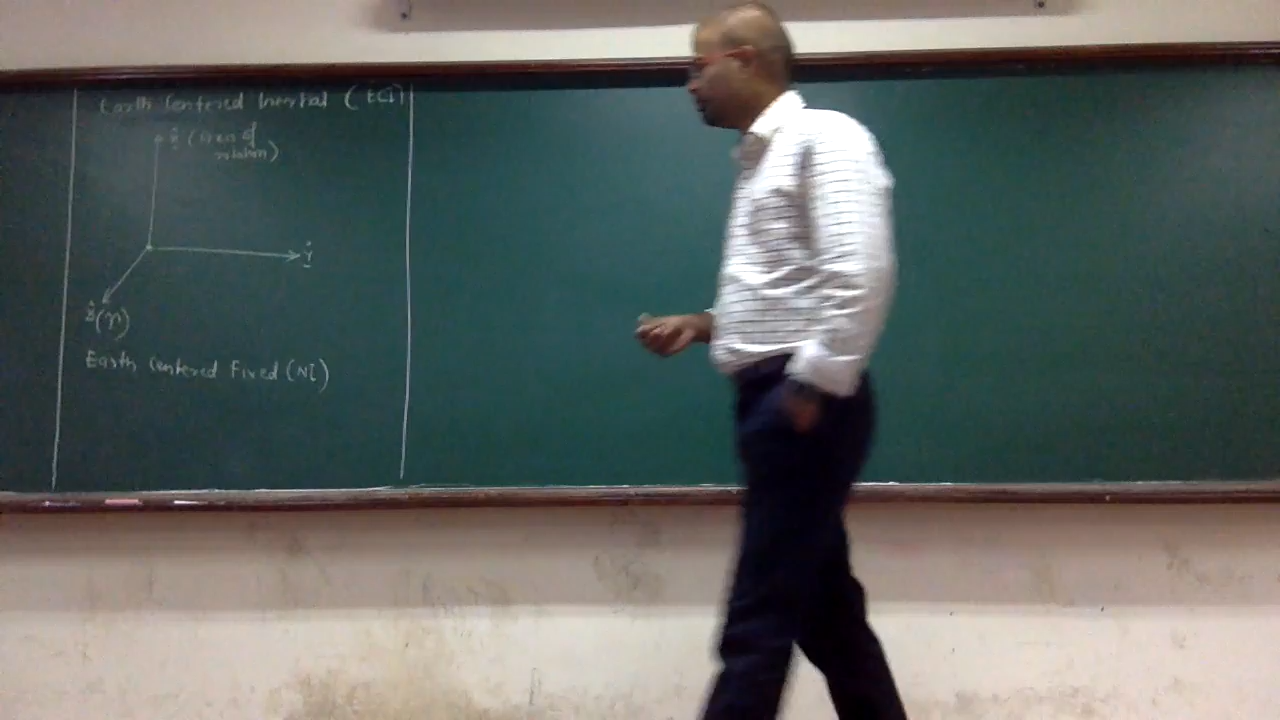 Earth Centered Inertial (ECI)
(Axis of
rotation)
Ŷ
(♈)
Earth Centered Fixed (NI)